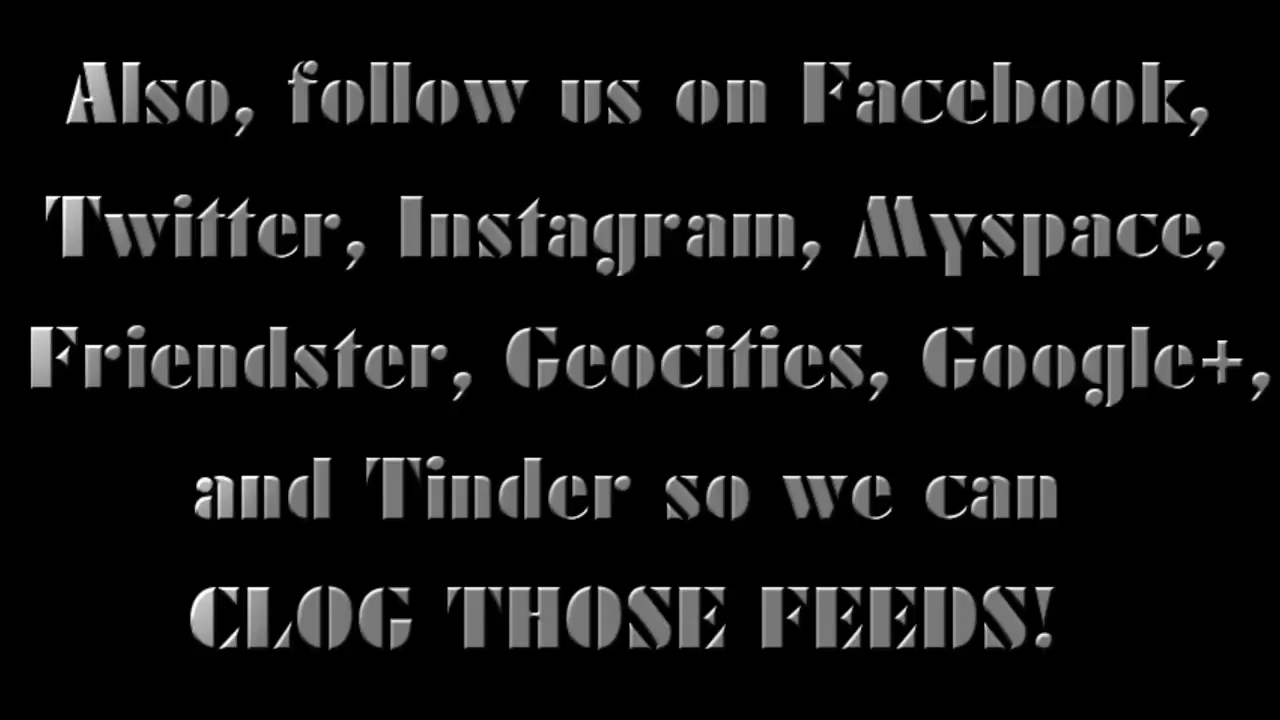 Also, follow us on Facebook,
Twitter, Instagram, Myspace,
Friendster, Geocities, Google+,
and Tinder so we can
CLOG THOSE FEEDS!